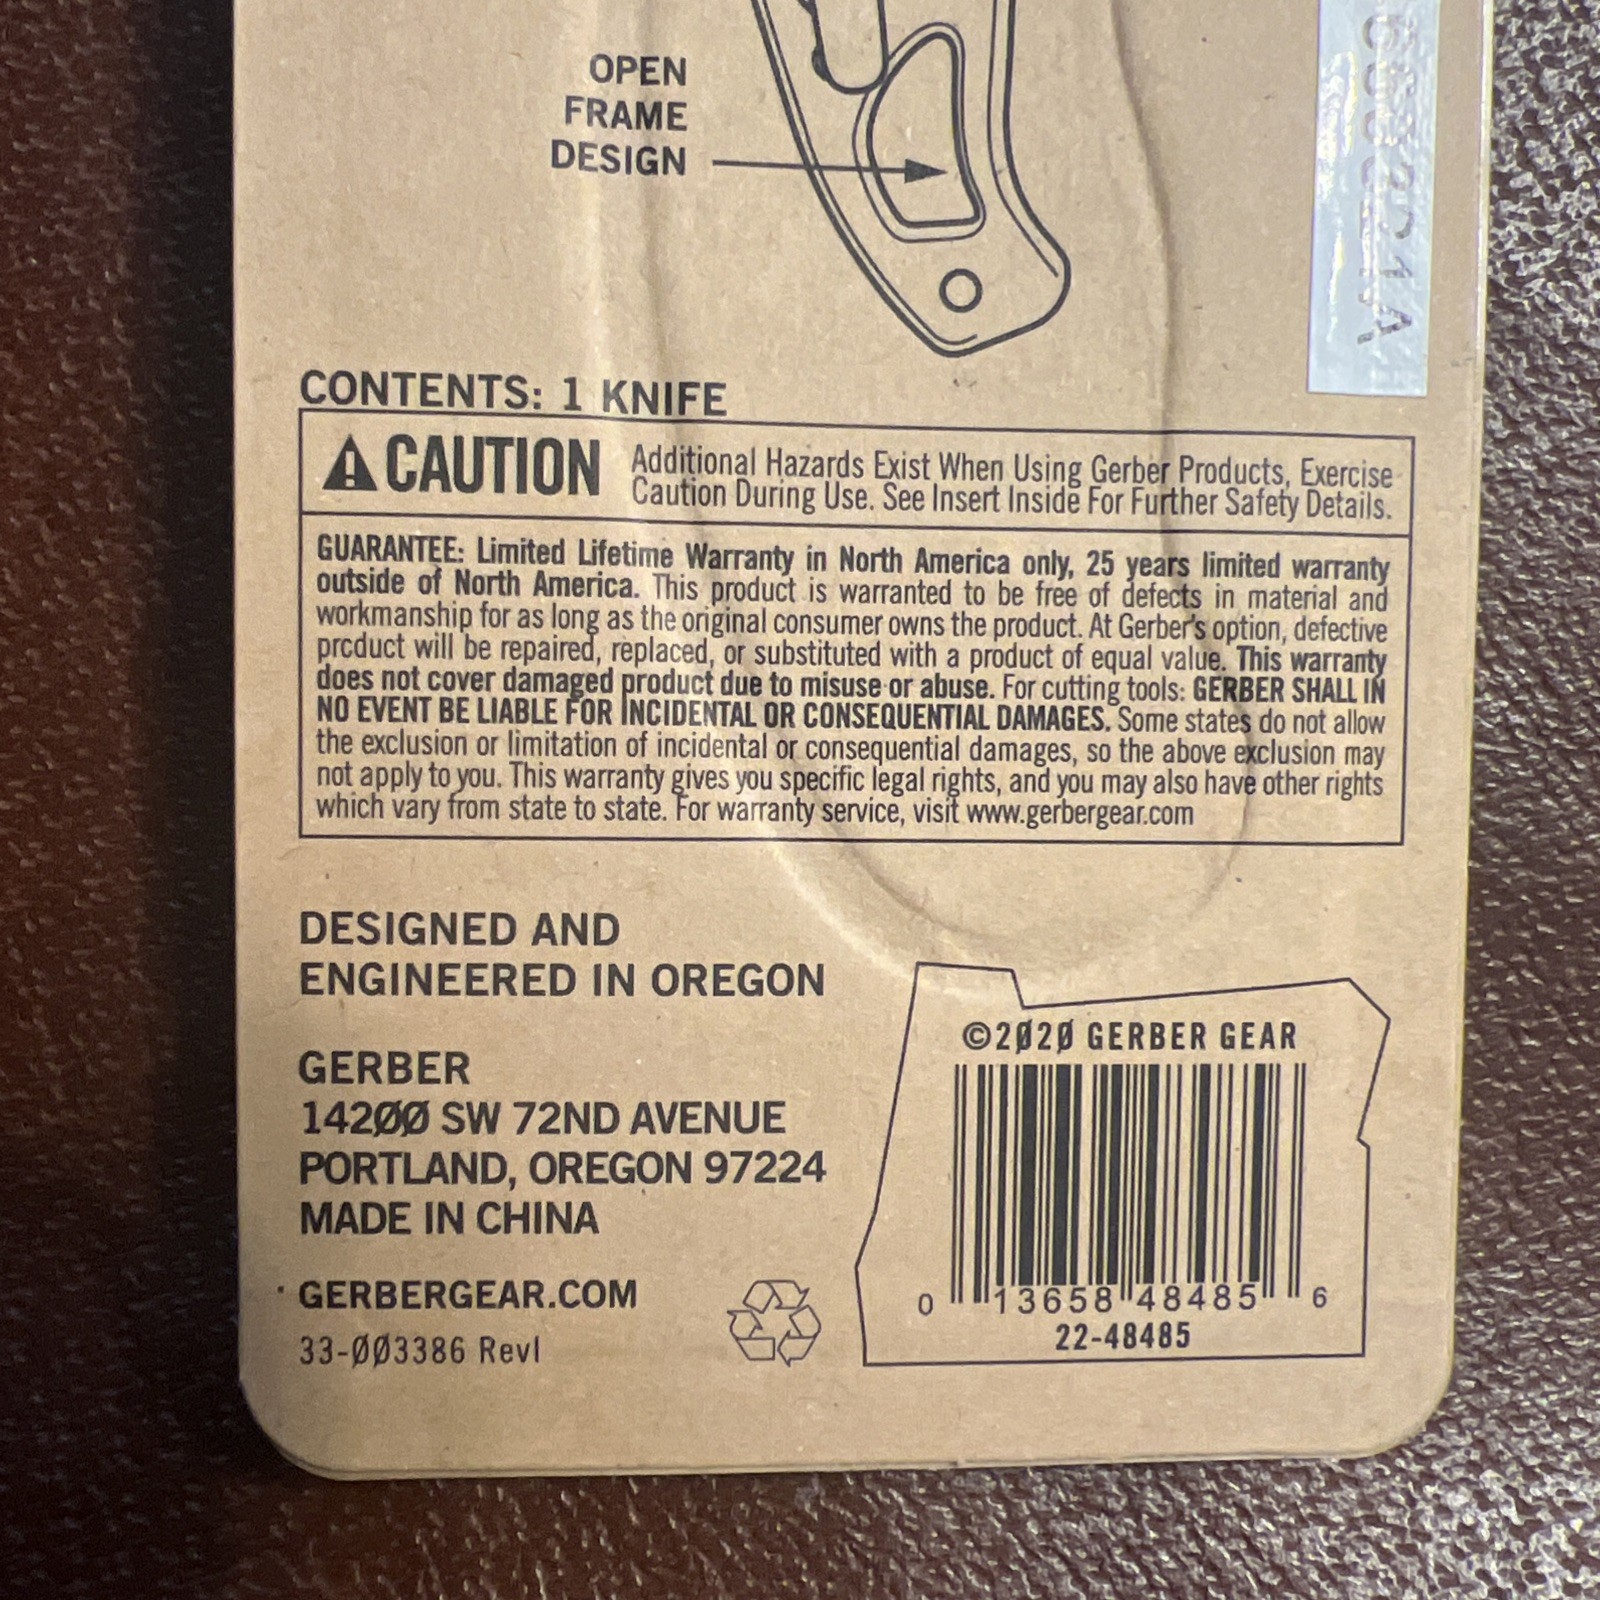 OPEN
FRAME
DESIGN
CONTENTS: 1 KNIFE
CAUTION
Additional Hazards Exist When Using Gerber Products, Exercise
Caution During Use. See Insert Inside For Further Safety Details.
GUARANTEE: Limited Lifetime Warranty in North America only, 25 years limited warranty
outside of North America. This product is warranted to be free of defects in material and
workmanship for as long as the original consumer owns the product. At Gerber's option, defective
product will be repaired, replaced, or substituted with a product of equal value. This warranty
does not cover damaged product due to misuse or abuse. For cutting tools: GERBER SHALL IN
NO EVENT BE LIABLE FOR INCIDENTAL OR CONSEQUENTIAL DAMAGES. Some states do not allow
the exclusion or limitation of incidental or consequential damages, so the above exclusion may
not apply to you. This warranty gives you specific legal rights, and you may also have other rights
which vary from state to state. For warranty service, visit www.gerbergear.com
DESIGNED AND
ENGINEERED IN OREGON
GERBER
142ØØ SW 72ND AVENUE
PORTLAND, OREGON 97224
MADE IN CHINA
GERBERGEAR.COM
33-ØØ3386 RevI
©2Ø2Ø GERBER GEAR
0 13658 48485 6
22-48485